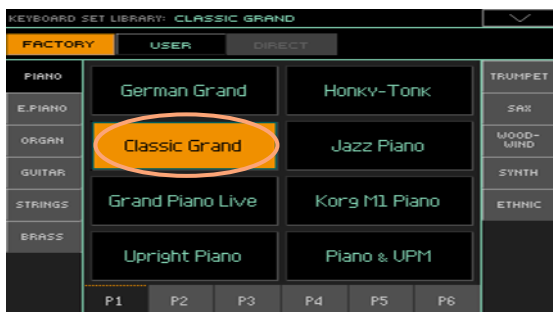 KEYBOARD SET LIBRARY: CLASSIC GRAND
FACTORY USER DIRECT
PIANO
E.PIANO
ORGAN
GUITAR
STRINGS
BRASS
German Grand
Honky-Tonk
Classic Grand
Jazz Piano
Grand Piano Live
Korg M1 Piano
Upright Piano
Piano & UPM
TRUMPET
SAX
WOOD-
WIND
SYNTH
ETHNIC
P1 P2 P3 P4 P5 P6